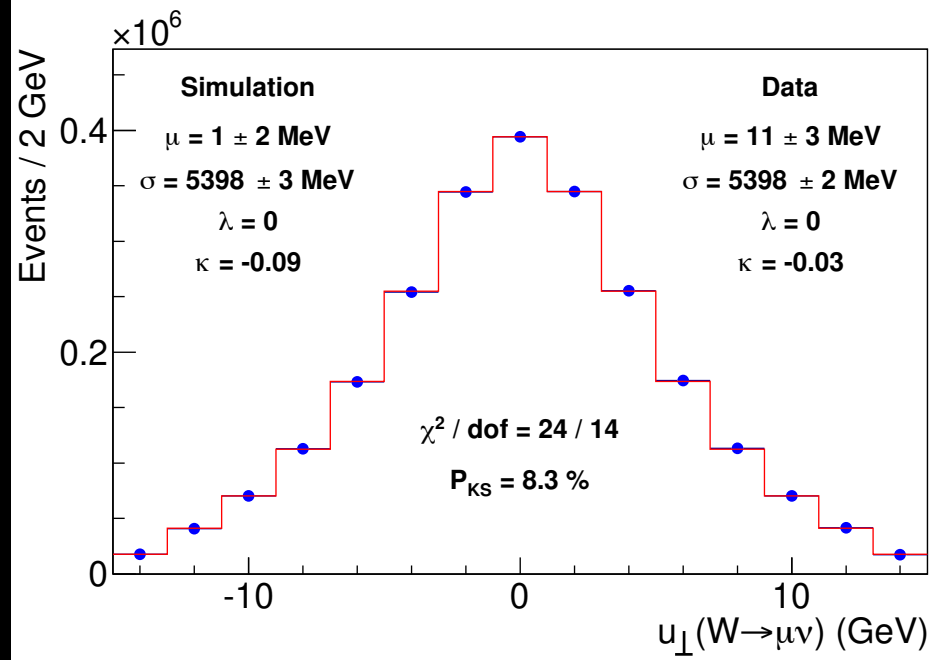 ×10⁶
Events / 2 GeV
Simulation
μ = 1 ± 2 MeV
σ = 5398 ± 3 MeV
λ = 0
κ = -0.09
Data
μ = 11 ± 3 MeV
σ = 5398 ± 2 MeV
λ = 0
κ = -0.03
0.4
0.2
0
χ² / dof = 24 / 14
P_KS = 8.3 %
-10 0 10
u_⊥(W→μν) (GeV)